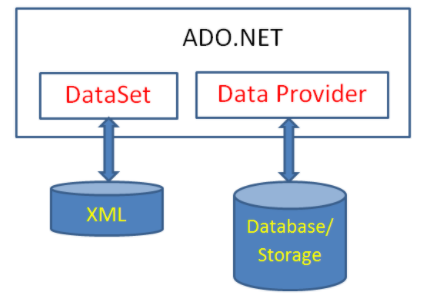 ADO.NET
DataSet
Data Provider
XML
Database/
Storage